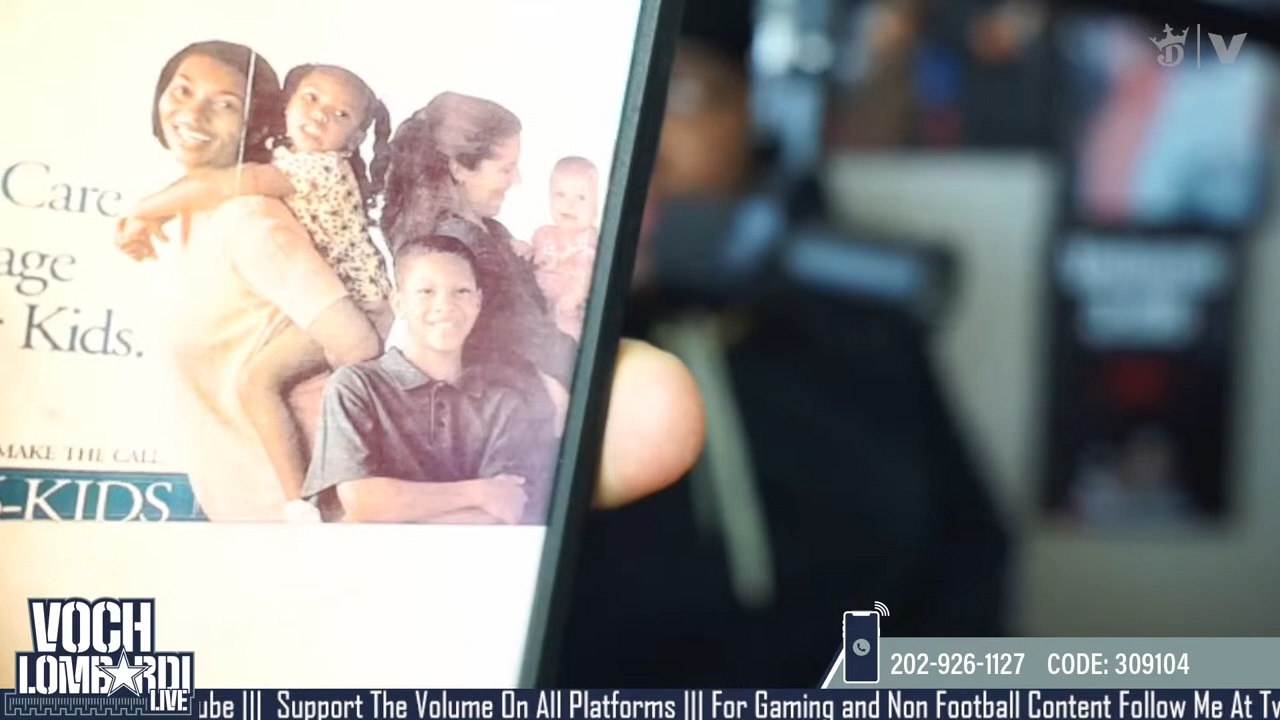 Care
age
Kids.
MAKE THE CALL
-KIDS
VOCH
LOMBARDI
LIVE
202-926-1127 CODE: 309104
ube ||| Support The Volume On All Platforms ||| For Gaming and Non Football Content Follow Me At Tw